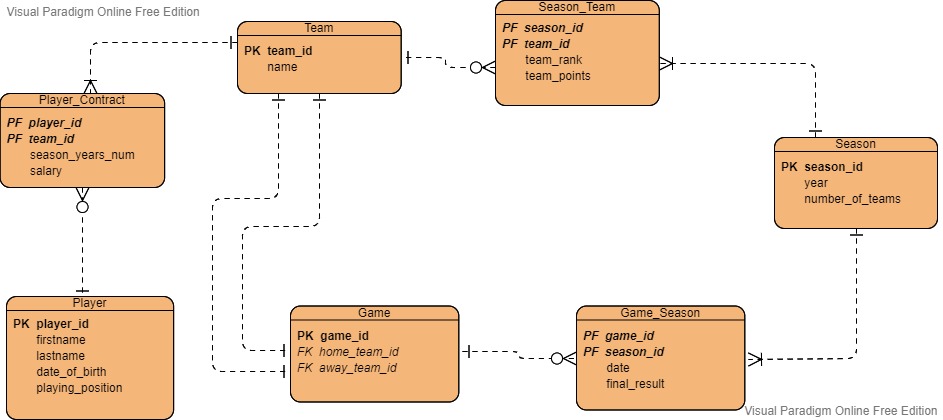 Visual Paradigm Online Free Edition
Team
PK team_id
name
Season_Team
PF season_id
PF team_id
team_rank
team_points
Player_Contract
PF player_id
PF team_id
season_years_num
salary
Season
PK season_id
year
number_of_teams
Player
PK player_id
firstname
lastname
date_of_birth
playing_position
Game
PK game_id
FK home_team_id
FK away_team_id
Game_Season
PF game_id
PF season_id
date
final_result
Visual Paradigm Online Free Edition